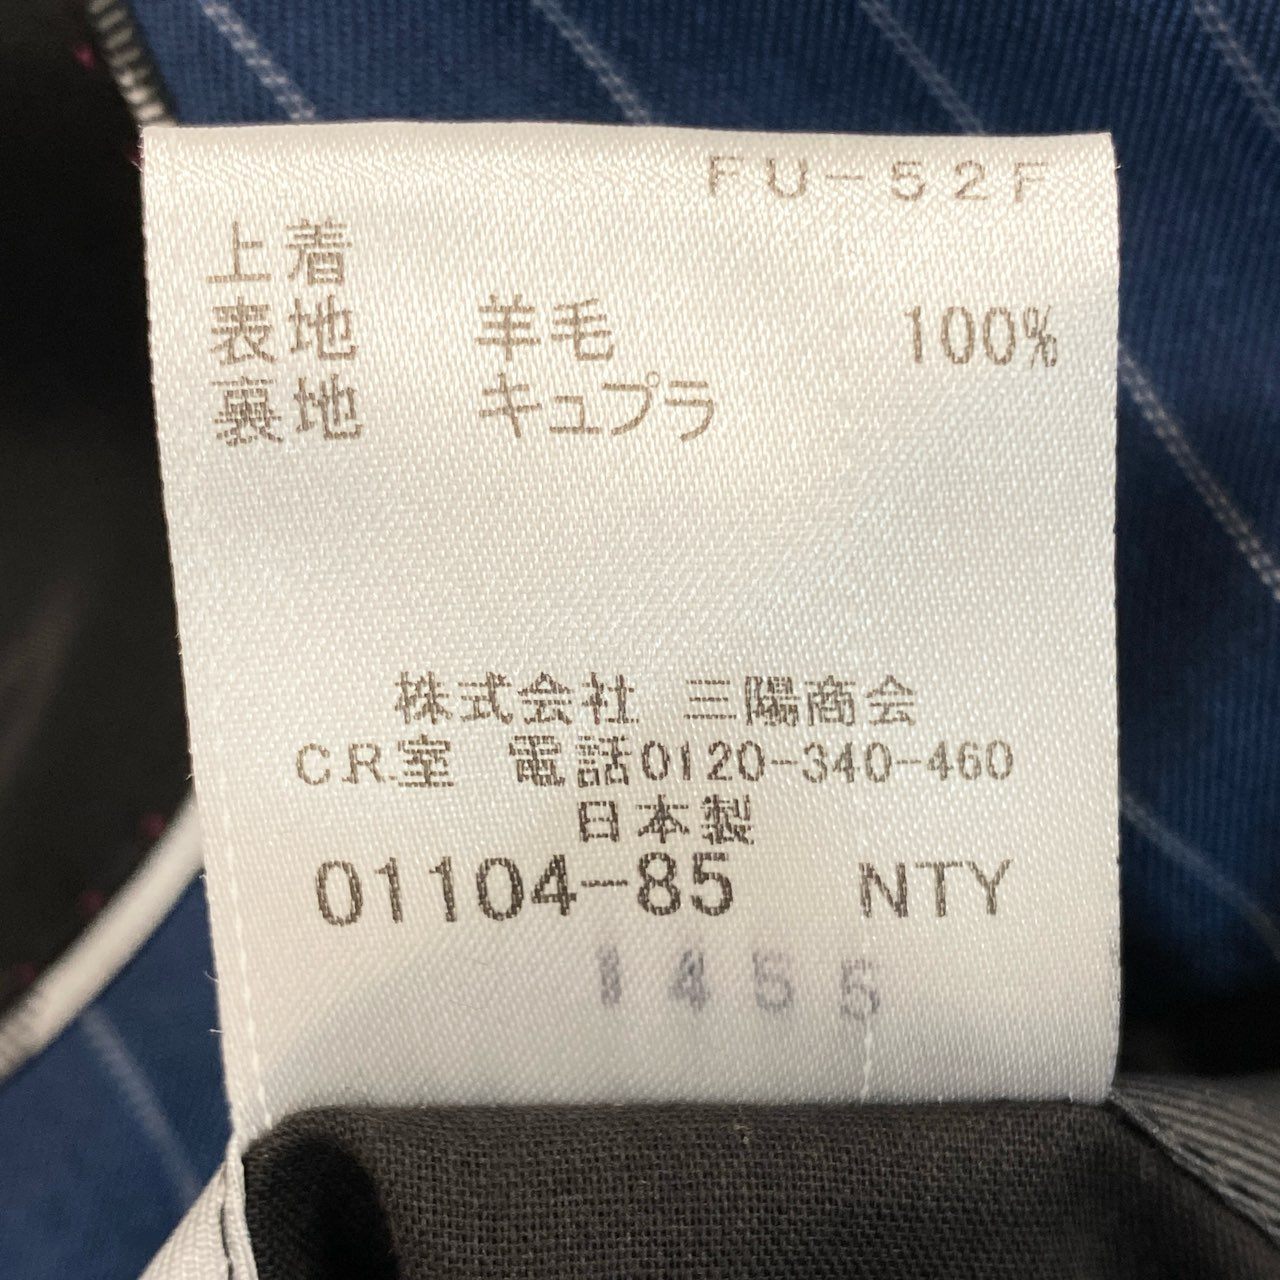 FU-52F
上着
表地 羊毛 100%
裏地 キュプラ
株式会社 三陽商会
C.R.室 電話0120-340-460
日本製
01104-85 NTY
1455